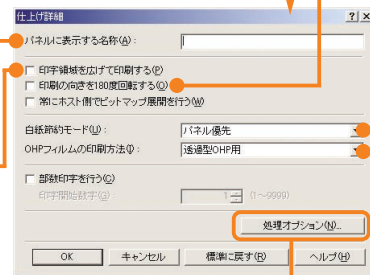 仕上げ詳細
パネルに表示する名称(A):
印字領域を広げて印刷する(P)
印刷の向きを180度回転する(O)
常にホスト側でビットマップ展開を行う(W)
白紙節約モード(U): パネル優先
OHPフィルムの印刷方法(I): 透過型OHP用
部数印字を行う(C)
印字開始数字(G): 1 (1~9999)
処理オプション(N)...
OK キャンセル 標準に戻す(R) ヘルプ(H)